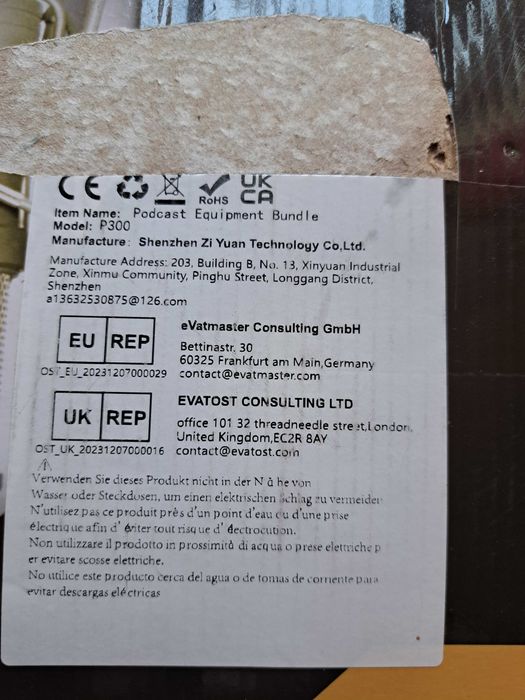 CE RoHS UK CA
Item Name: Podcast Equipment Bundle
Model: P300
Manufacture: Shenzhen Zi Yuan Technology Co,Ltd.
Manufacture Address: 203, Building B, No. 13, Xinyuan Industrial
Zone, Xinmu Community, Pinghu Street, Longgang District,
Shenzhen
a13632530875@126.com
EU REP
eVatmaster Consulting GmbH
Bettinastr. 30
60325 Frankfurt am Main,Germany
contact@evatmaster.com
OST_EU_20231207000029
UK REP
EVATOST CONSULTING LTD
office 101 32 threadneedle street,London,
United Kingdom,EC2R 8AY
contact@evatost.com
OST_UK_20231207000016
Verwenden Sie dieses Produkt nicht in der Nä he von
Wasser oder Steckdosen, um einen elektrischen Schlag zu vermeiden
N'utilisez pas ce produit près d'un point d'eau ou d'une prise
électrique afin d' éviter tout risque d' électrocution.
Non utilizzare il prodotto in prossimità di acqua o prese elettriche p
er evitare scosse elettriche.
No utilice este producto cerca del agua o de tomas de corriente para
evitar descargas eléctricas